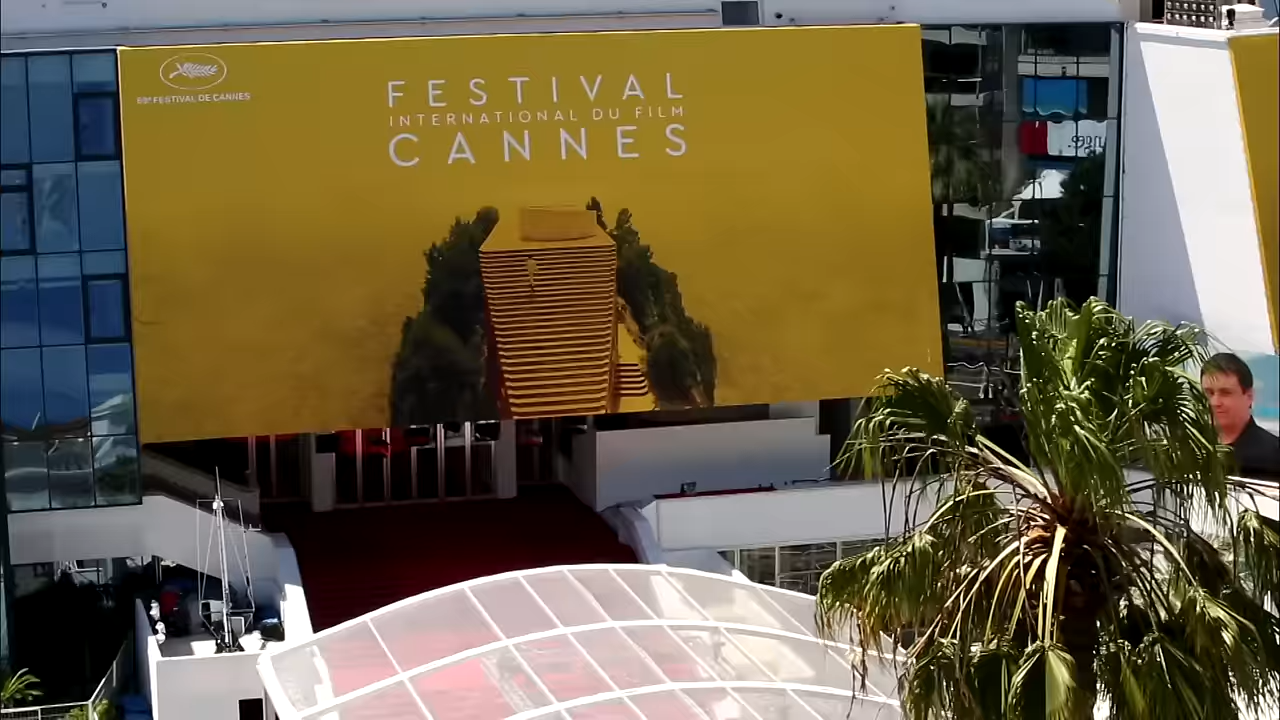 69e FESTIVAL DE CANNES
FESTIVAL
INTERNATIONAL DU FILM
CANNES